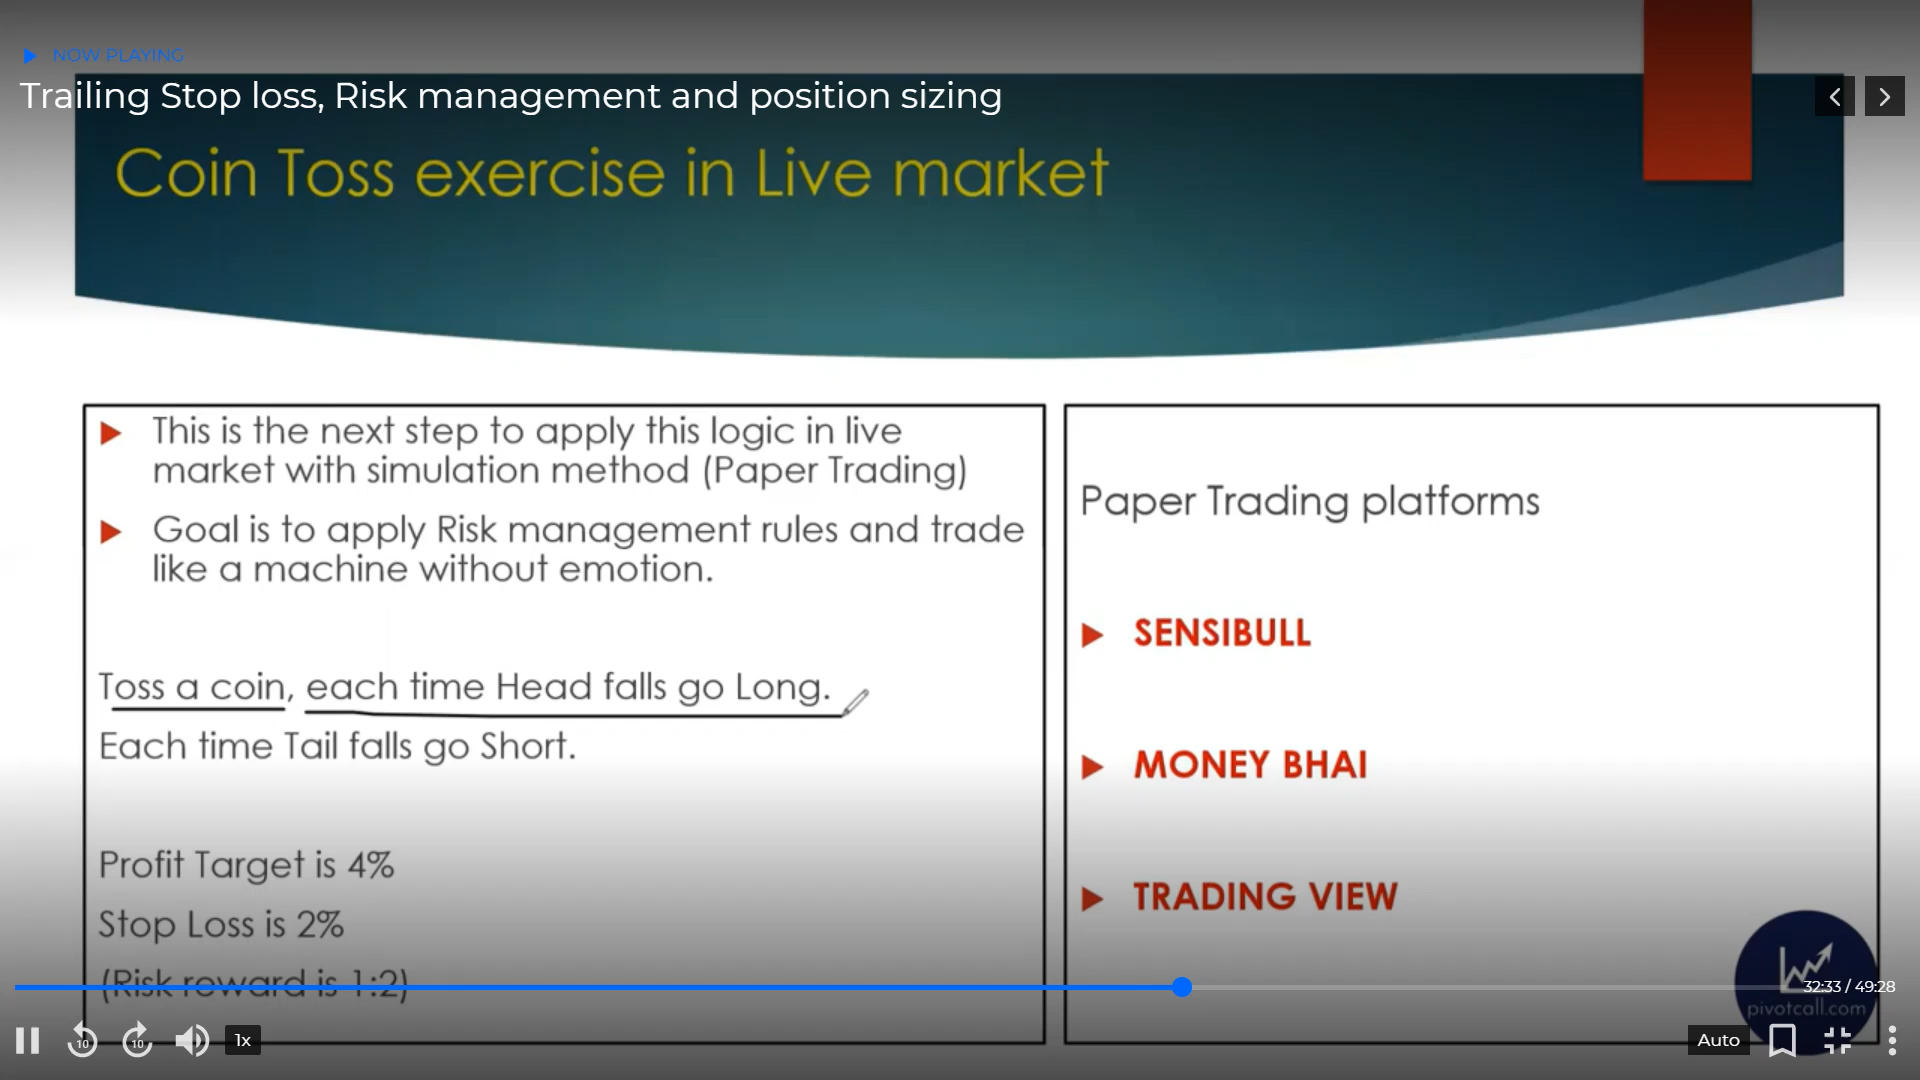 NOW PLAYING
Trailing Stop loss, Risk management and position sizing
Coin Toss exercise in Live market
This is the next step to apply this logic in live
market with simulation method (Paper Trading)
Goal is to apply Risk management rules and trade
like a machine without emotion.
Toss a coin, each time Head falls go Long.
Each time Tail falls go Short.
Profit Target is 4%
Stop Loss is 2%
(Risk reward is 1:2)
Paper Trading platforms
SENSIBULL
MONEY BHAI
TRADING VIEW
32:33 / 49:28
pivotcall.com
10
10
1x
Auto